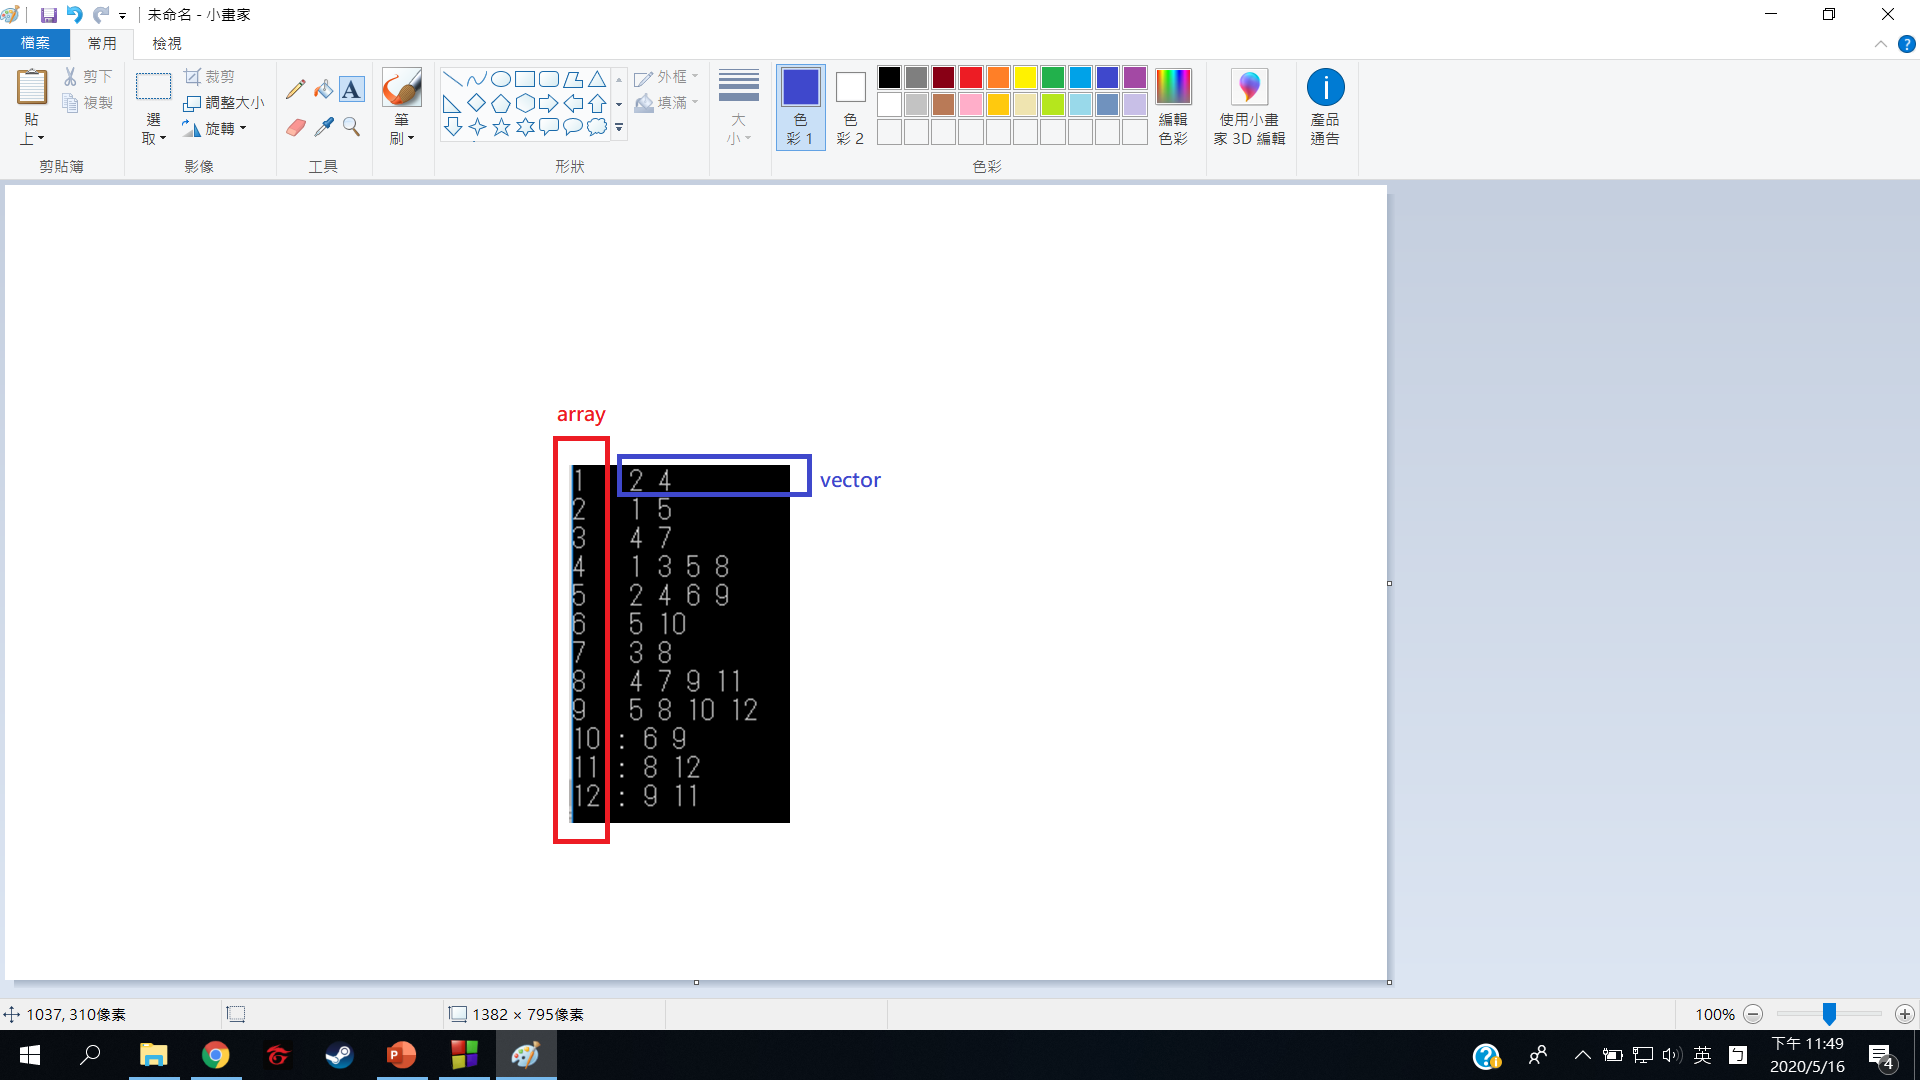 未命名 - 小畫家
檔案 常用 檢視
貼上 剪下 複製 剪貼簿
選取 裁剪 調整大小 旋轉 影像
A
工具
筆刷
形狀
外框 填滿
大小
色彩 1
色彩 2
編輯色彩
色彩
使用小畫家 3D 編輯
產品通告
array
vector
1 2 4
2 1 5
3 4 7
4 1 3 5 8
5 2 4 6 9
6 5 10
7 3 8
8 4 7 9 11
9 5 8 10 12
10 : 6 9
11 : 8 12
12 : 9 11
1037, 310像素
1382 × 795像素
100%
英
下午 11:49
2020/5/16
4